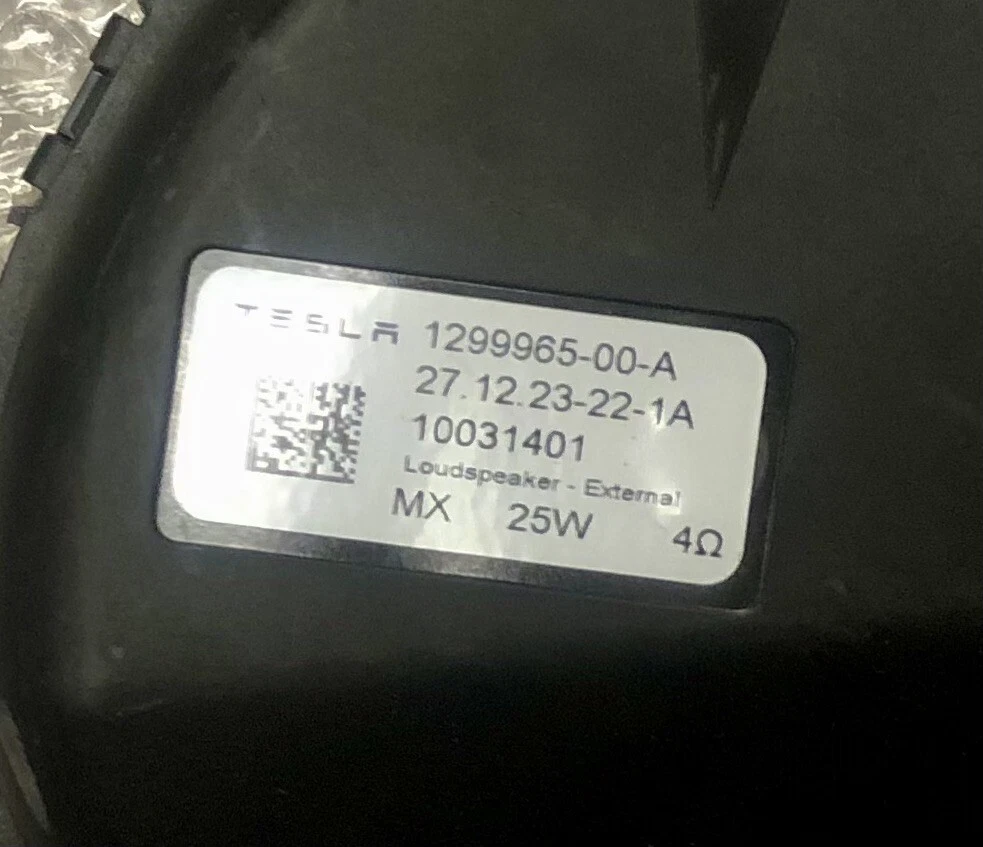 TESLA 1299965-00-A
27.12.23-22-1A
10031401
Loudspeaker - External
MX 25W 4Ω